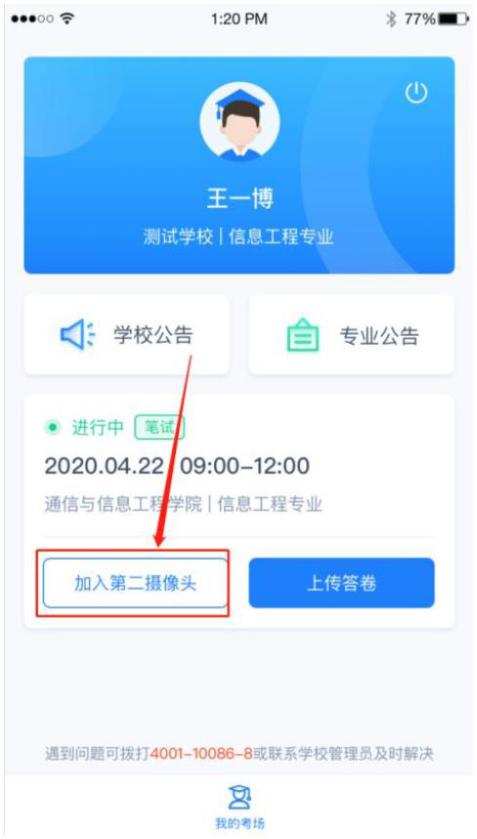 1:20 PM 77%
王一博
测试学校 | 信息工程专业
学校公告 专业公告
进行中 笔试
2020.04.22 09:00-12:00
通信与信息工程学院 | 信息工程专业
加入第二摄像头 上传答卷
遇到问题可拨打4001-10086-8或联系学校管理员及时解决
我的考场